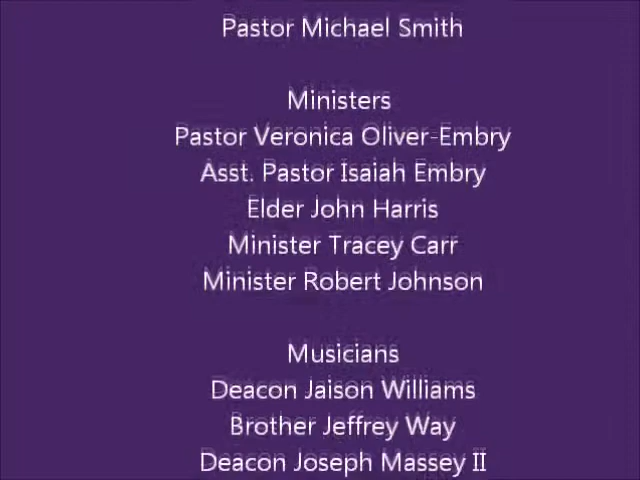 Pastor Michael Smith
Ministers
Pastor Veronica Oliver-Embry
Asst. Pastor Isaiah Embry
Elder John Harris
Minister Tracey Carr
Minister Robert Johnson
Musicians
Deacon Jaison Williams
Brother Jeffrey Way
Deacon Joseph Massey II